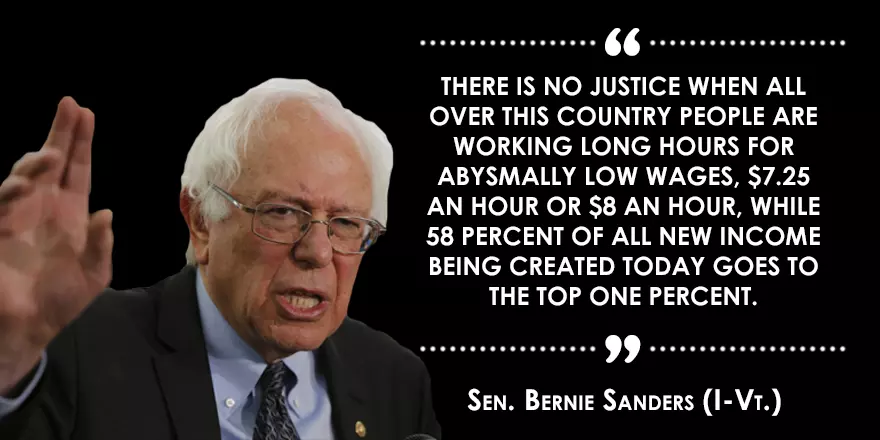 “
THERE IS NO JUSTICE WHEN ALL
OVER THIS COUNTRY PEOPLE ARE
WORKING LONG HOURS FOR
ABYSMALLY LOW WAGES, $7.25
AN HOUR OR $8 AN HOUR, WHILE
58 PERCENT OF ALL NEW INCOME
BEING CREATED TODAY GOES TO
THE TOP ONE PERCENT.
”
SEN. BERNIE SANDERS (I-VT.)